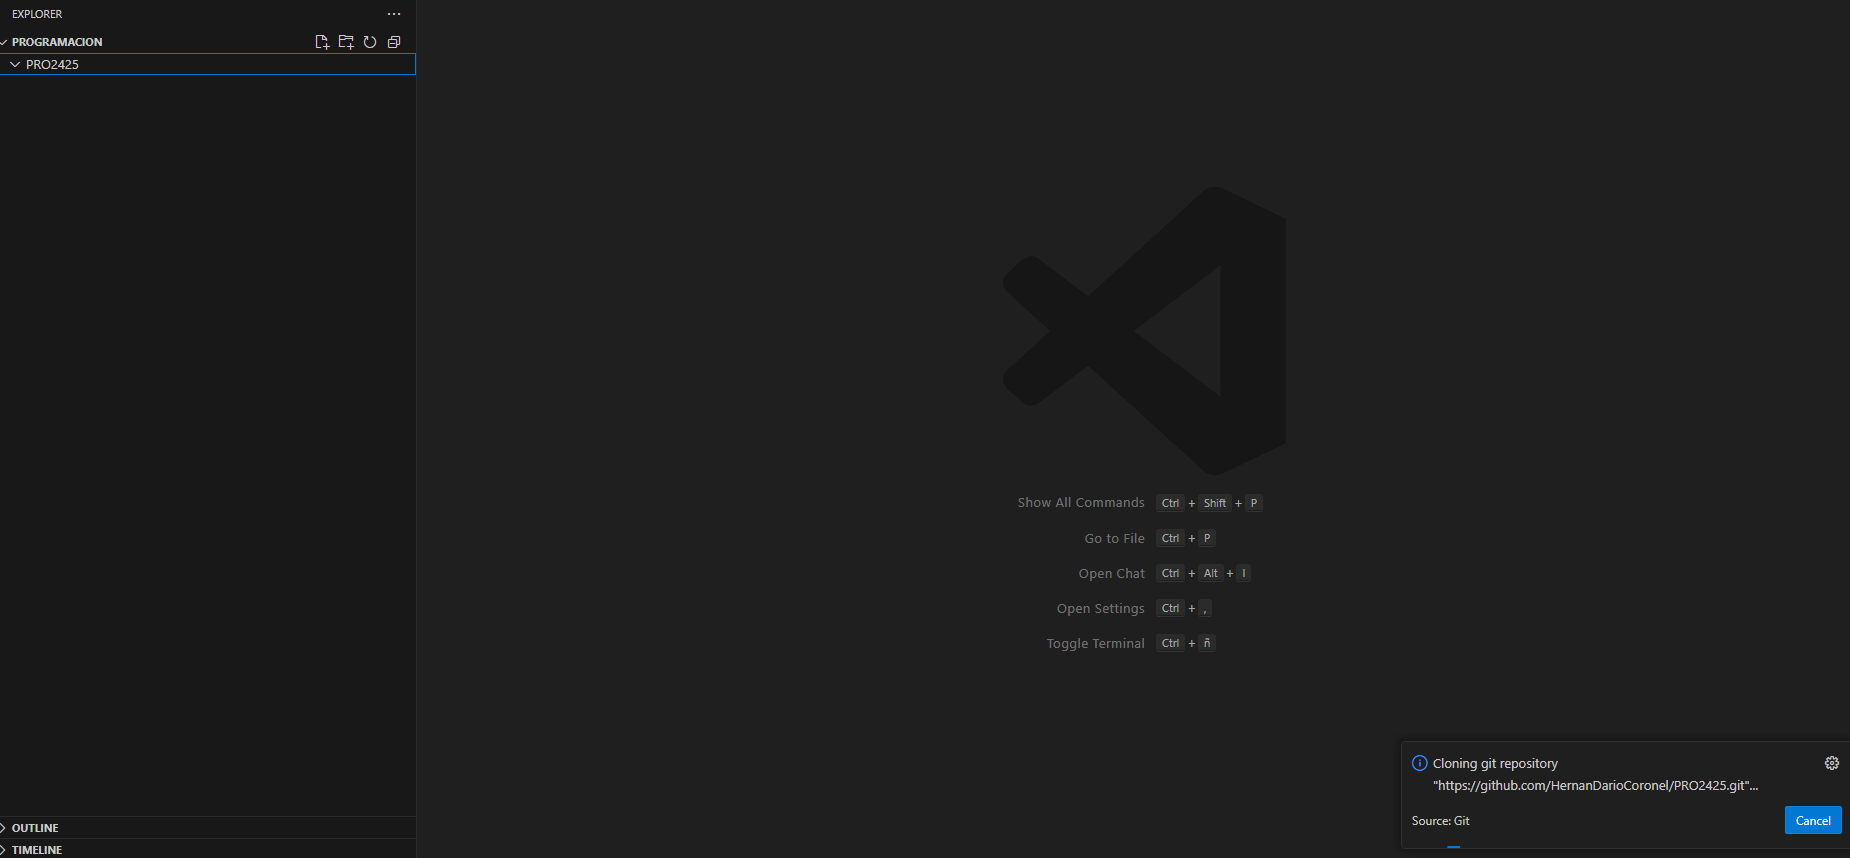 EXPLORER
PROGRAMACION
PRO2425
Show All Commands Ctrl + Shift + P
Go to File Ctrl + P
Open Chat Ctrl + Alt + I
Open Settings Ctrl + ,
Toggle Terminal Ctrl + ñ
Cloning git repository
"https://github.com/HernanDarioCoronel/PRO2425.git"...
Source: Git Cancel
OUTLINE
TIMELINE